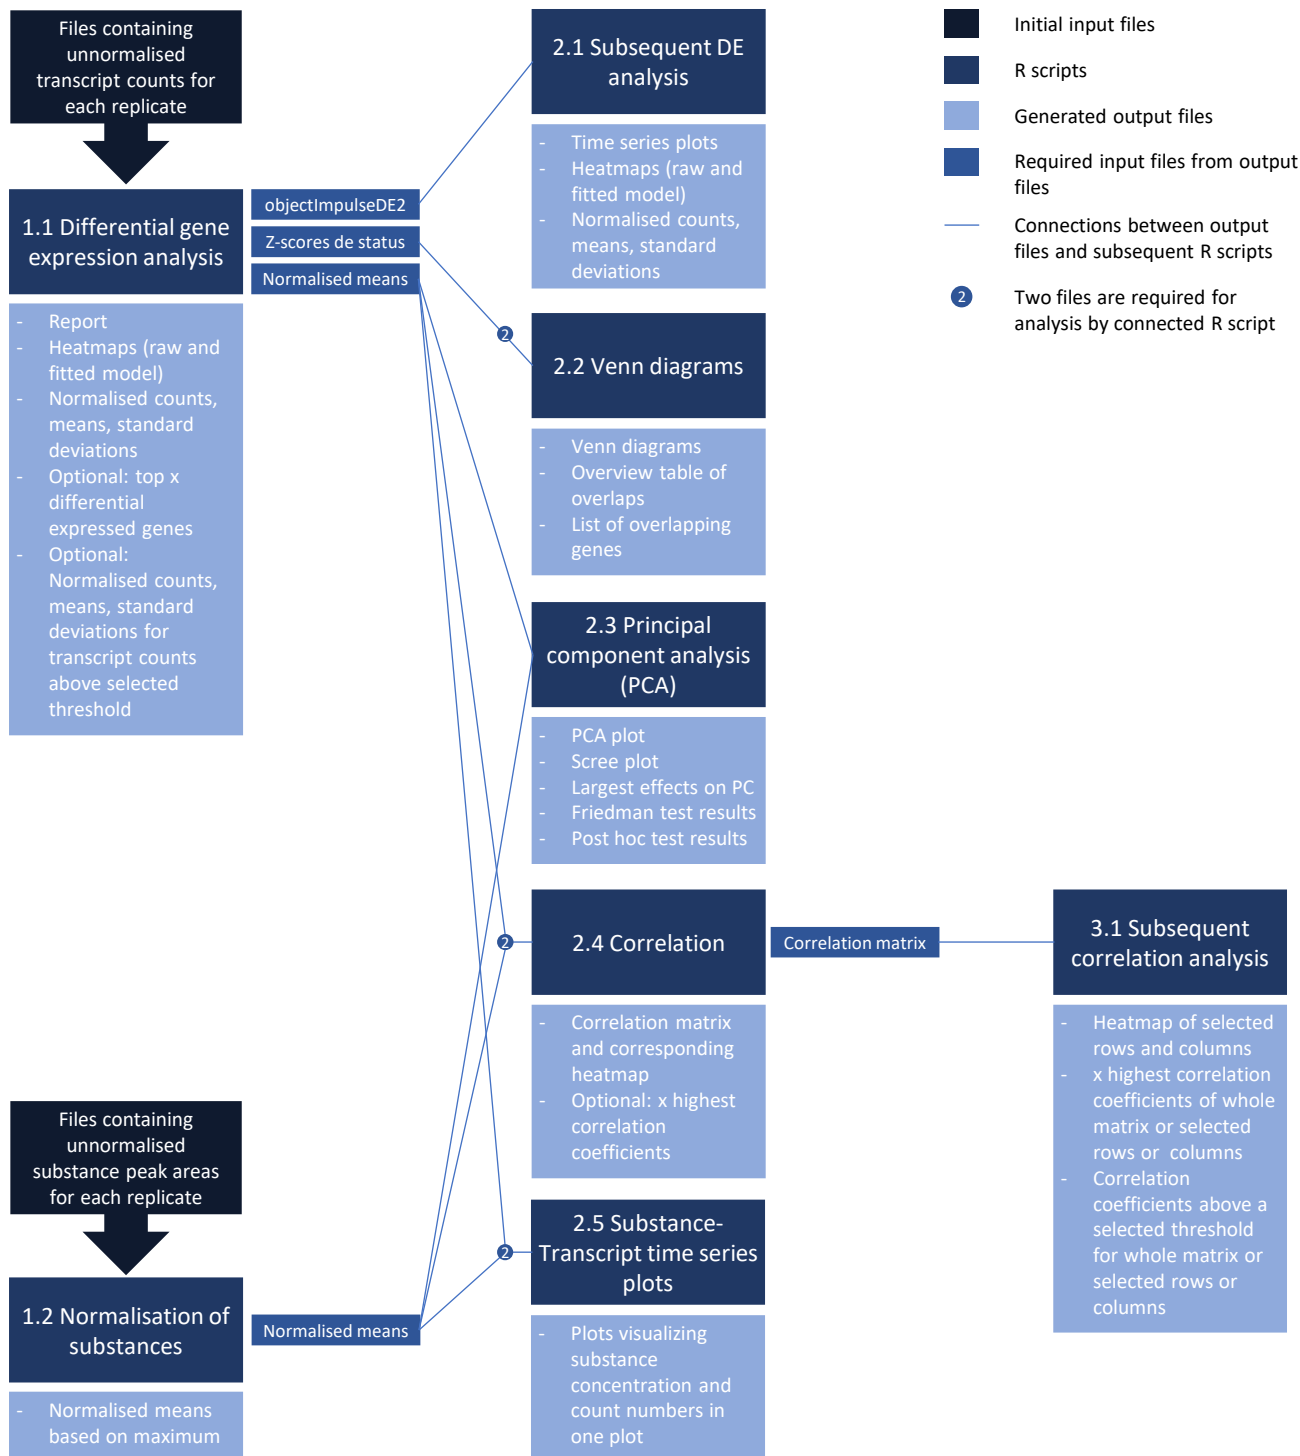 Files containing
unnormalised
transcript counts for
each replicate
1.1 Differential gene
expression analysis
objectImpulseDE2
Z-scores de status
Normalised means
- Report
- Heatmaps (raw and
fitted model)
- Normalised counts,
means, standard
deviations
- Optional: top x
differential
expressed genes
- Optional:
Normalised counts,
means, standard
deviations for
transcript counts
above selected
threshold
Files containing
unnormalised
substance peak areas
for each replicate
1.2 Normalisation of
substances
Normalised means
- Normalised means
based on maximum
2.1 Subsequent DE
analysis
- Time series plots
- Heatmaps (raw and
fitted model)
- Normalised counts,
means, standard
deviations
2
2.2 Venn diagrams
- Venn diagrams
- Overview table of
overlaps
- List of overlapping
genes
2.3 Principal
component analysis
(PCA)
- PCA plot
- Scree plot
- Largest effects on PC
- Friedman test results
- Post hoc test results
2
2.4 Correlation
Correlation matrix
- Correlation matrix
and corresponding
heatmap
- Optional: x highest
correlation
coefficients
2
2.5 Substance-
Transcript time series
plots
- Plots visualizing
substance
concentration and
count numbers in
one plot
3.1 Subsequent
correlation analysis
- Heatmap of selected
rows and columns
- x highest correlation
coefficients of whole
matrix or selected
rows or columns
- Correlation
coefficients above a
selected threshold
for whole matrix or
selected rows or
columns
Initial input files
R scripts
Generated output files
Required input files from output
files
Connections between output
files and subsequent R scripts
2 Two files are required for
analysis by connected R script